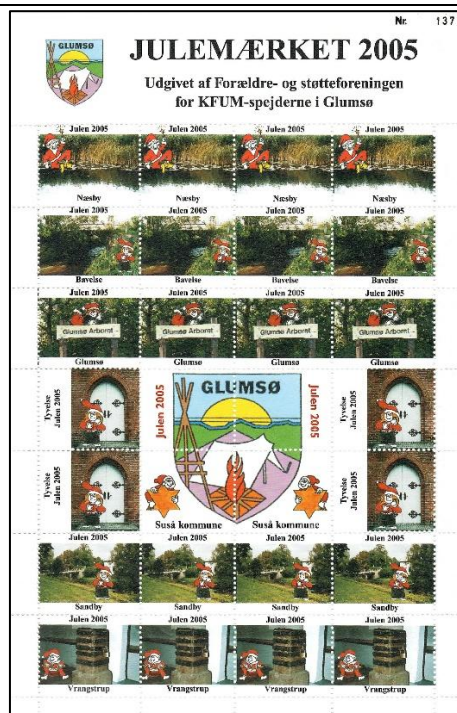 Nr. 137
GLUMSØ
JULEMÆRKET 2005
Udgivet af Forældre- og støtteforeningen
for KFUM-spejderne i Glumsø
Julen 2005 Julen 2005 Julen 2005 Julen 2005
Næsby Næsby Næsby Næsby
Julen 2005 Julen 2005 Julen 2005 Julen 2005
Bavelse Bavelse Bavelse Bavelse
Julen 2005 Julen 2005 Julen 2005 Julen 2005
Glumsø Arboret Glumsø Arboret Glumsø Arboret Glumsø Arboret
Glumsø Glumsø Glumsø Glumsø
Tyvelse
Julen 2005
Julen 2005
GLUMSØ
Julen 2005
Tyvelse
Julen 2005
Tyvelse
Julen 2005
Tyvelse
Julen 2005
Suså kommune Suså kommune
Julen 2005 Julen 2005 Julen 2005 Julen 2005
Sandby Sandby Sandby Sandby
Julen 2005 Julen 2005 Julen 2005 Julen 2005
Vrangstrup Vrangstrup Vrangstrup Vrangstrup